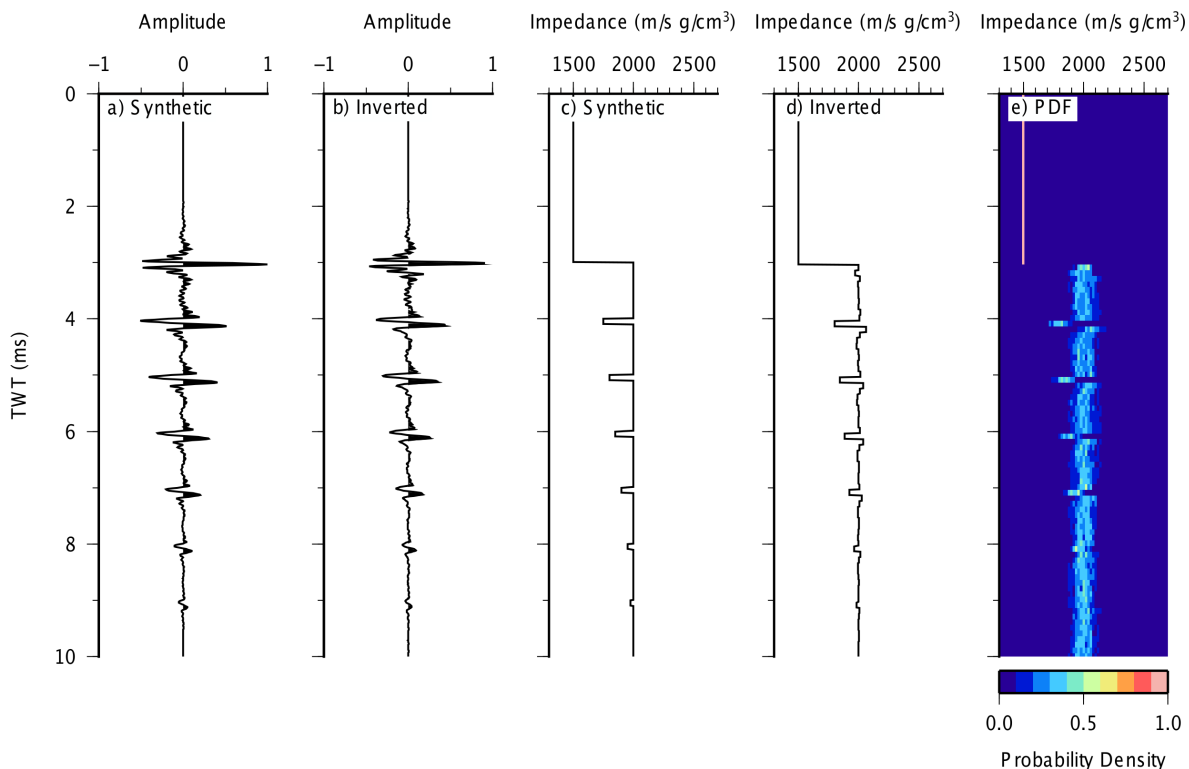 Amplitude Amplitude Impedance (m/s g/cm³) Impedance (m/s g/cm³) Impedance (m/s g/cm³)
−1 0 1 −1 0 1 1500 2000 2500 1500 2000 2500 1500 2000 2500
0
a) Synthetic b) Inverted c) Synthetic d) Inverted e) PDF
2
4
TWT (ms)
6
8
10
0.0 0.5 1.0
Probability Density